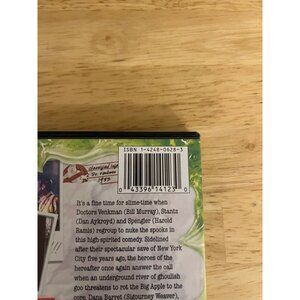 ISBN 1-4248-0628-3
0 43396 14123 0
It's a fine time for slime-time when
Doctors Venkman (Bill Murray), Stantz
(Dan Aykroyd) and Spengler (Harold
Ramis) regroup to nuke the spooks in
this high spirited comedy. Sidelined
after their spectacular save of New York
City five years ago, the heroes of the
hereafter once again answer the call
when an underground river of ghoulish
goo threatens to rot the Big Apple to the
core. Dana Barret (Sigourney Weaver),